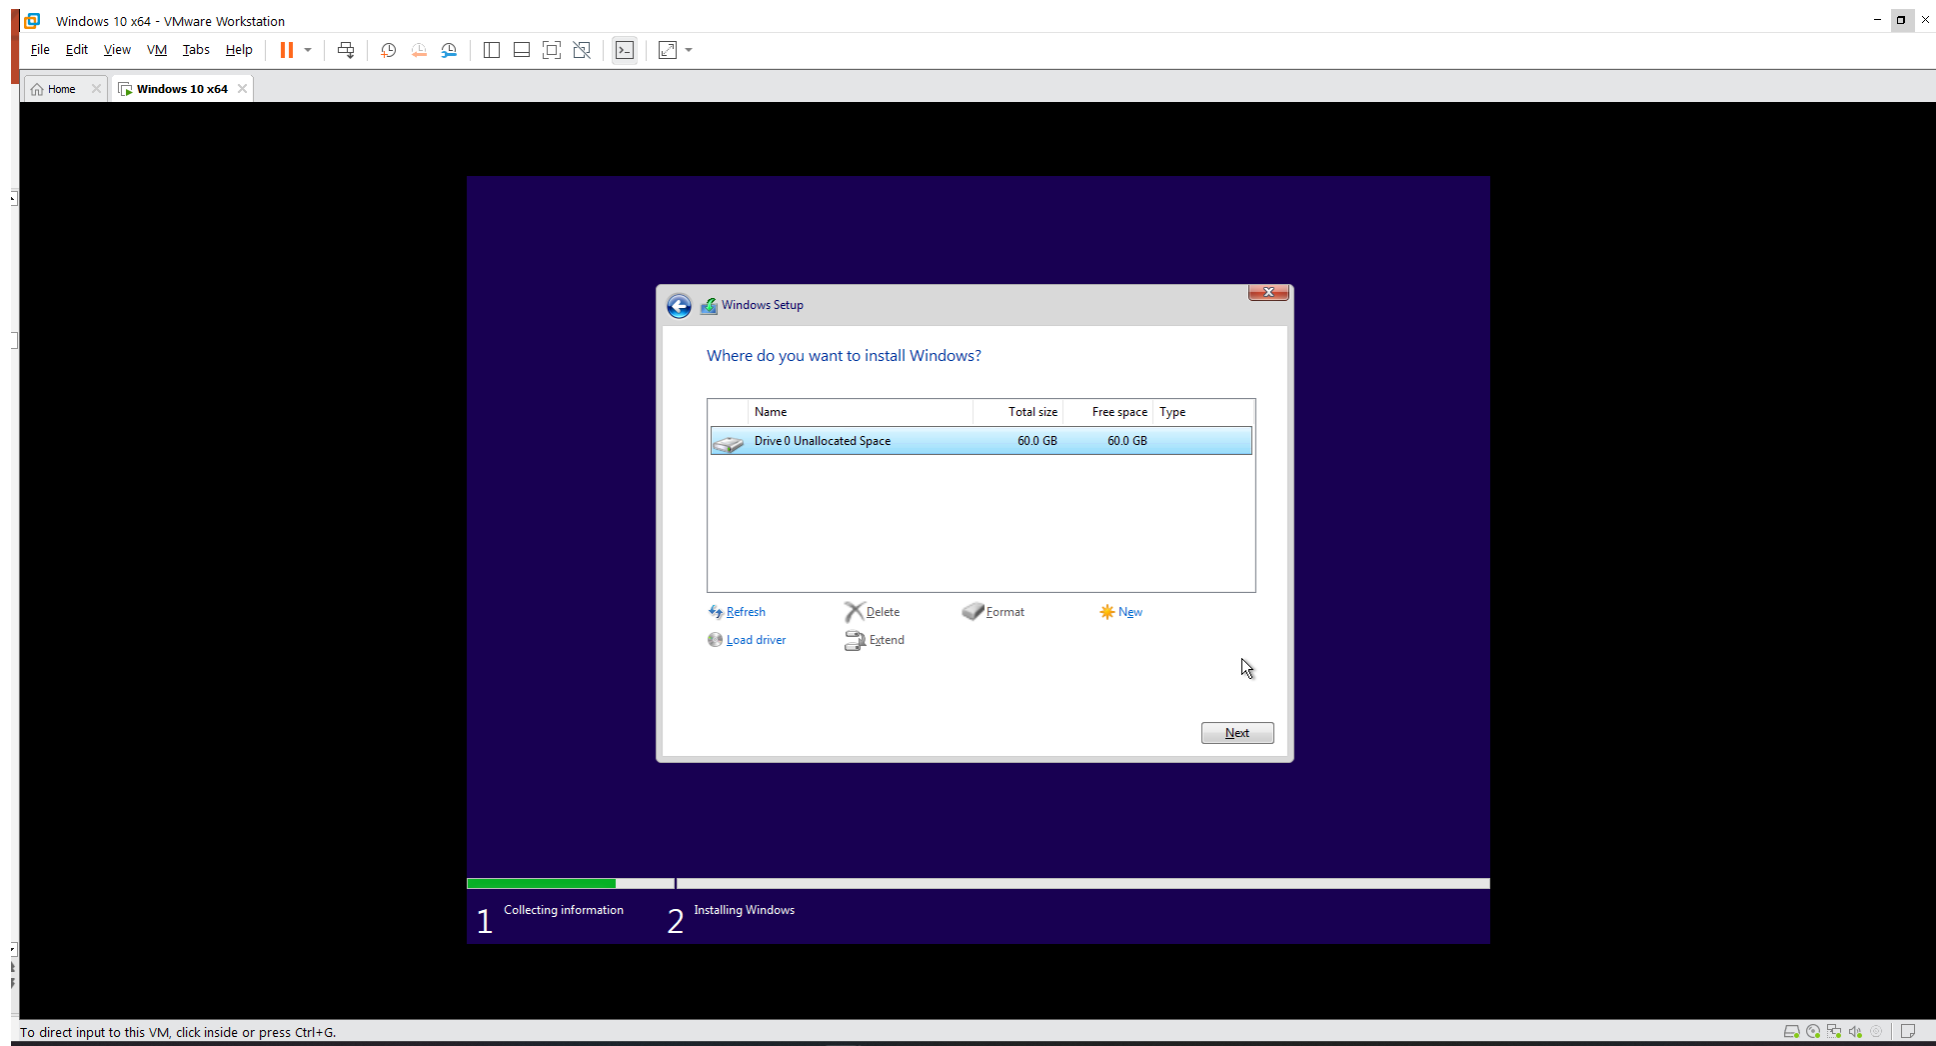 Windows 10 x64 - VMware Workstation
File Edit View VM Tabs Help
Home Windows 10 x64
Windows Setup
Where do you want to install Windows?
Name Total size Free space Type
Drive 0 Unallocated Space 60.0 GB 60.0 GB
Refresh Delete Format New
Load driver Extend
Next
1 Collecting information 2 Installing Windows
To direct input to this VM, click inside or press Ctrl+G.